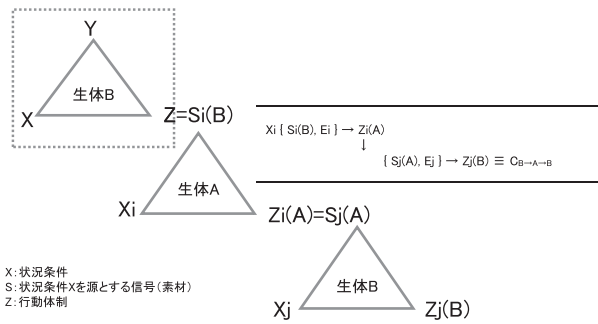 Y
生体B
X
Z=Si(B)
Xi { Si(B), Ei } → Zi(A)
↓
{ Sj(A), Ej } → Zj(B) ≡ CB→A→B
生体A
Xi
Zi(A)=Sj(A)
X：状況条件
S：状況条件Xを源とする信号（素材）
Z：行動体制
生体B
Xj
Zj(B)